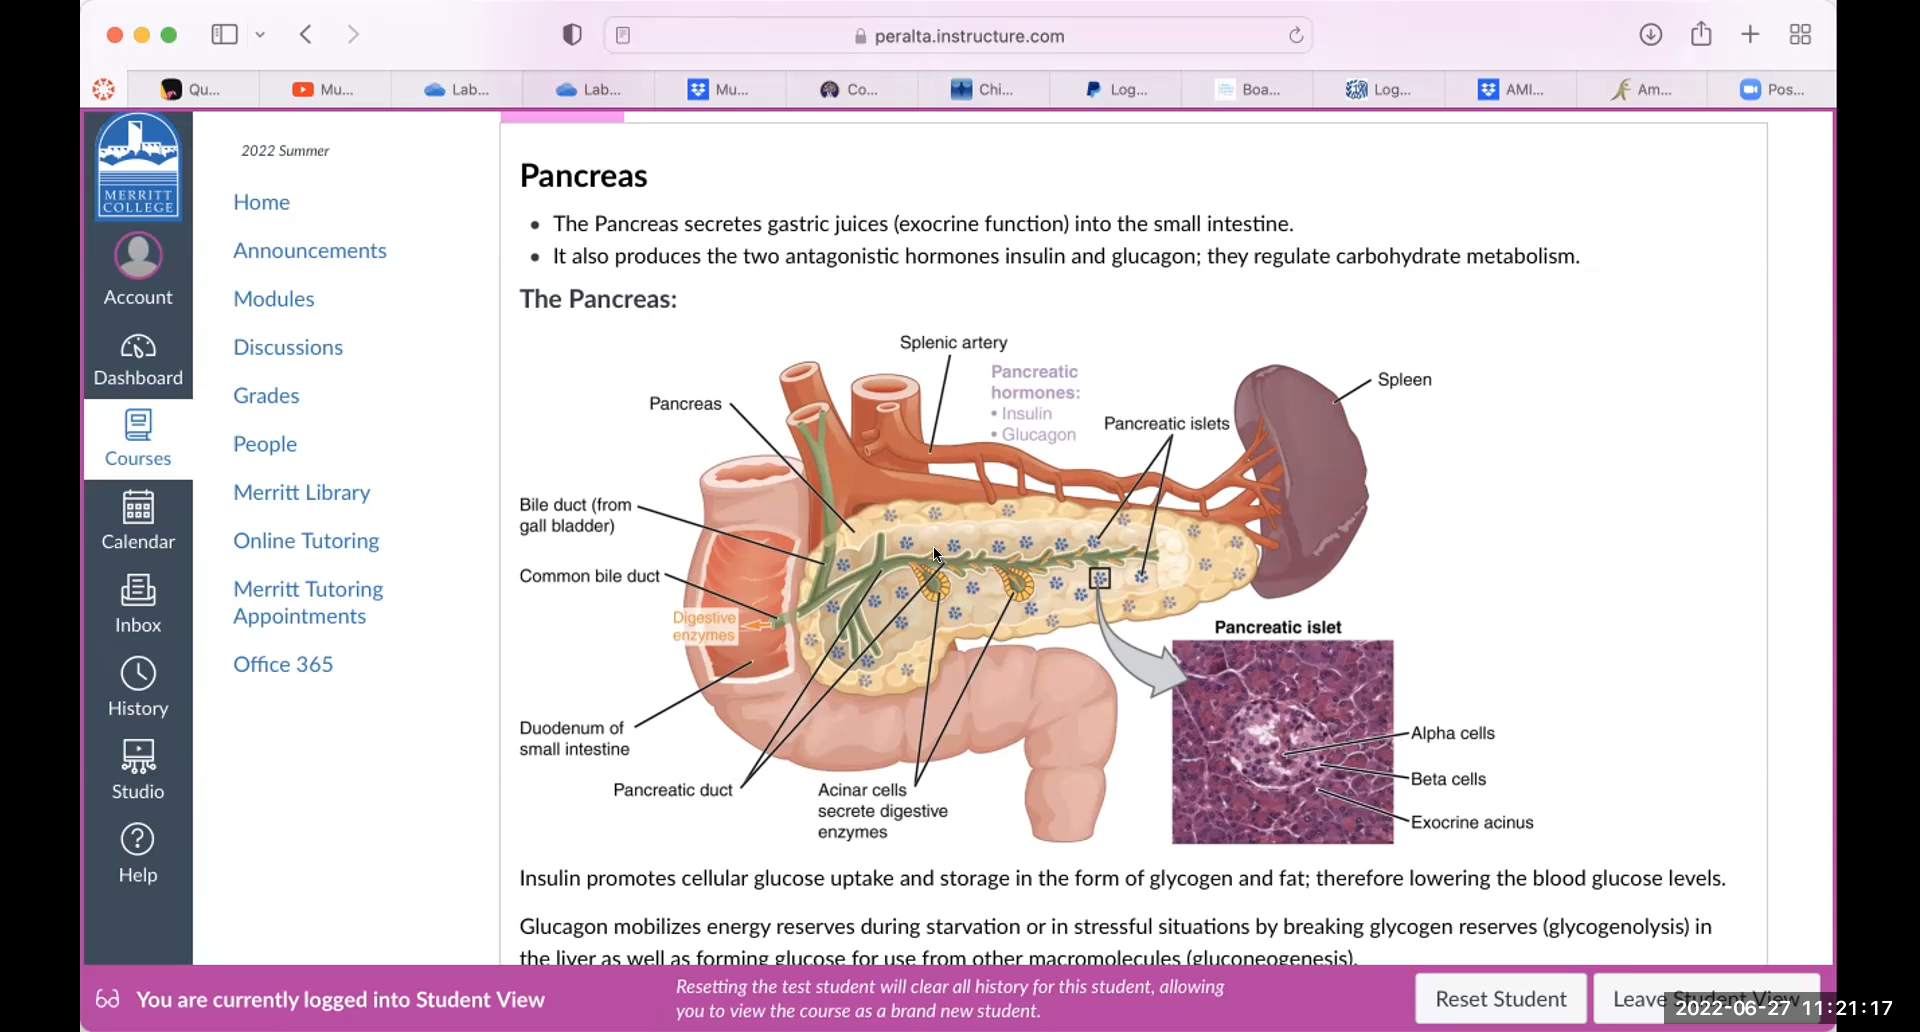 peralta.instructure.com
Qu...
Mu...
Lab...
Lab...
Mu...
Co...
Chi...
Log...
Boa...
Log...
AMI...
Am...
Pos...
MERRITT
COLLEGE
Account
Dashboard
Courses
Calendar
Inbox
History
Studio
Help
2022 Summer
Home
Announcements
Modules
Discussions
Grades
People
Merritt Library
Online Tutoring
Merritt Tutoring
Appointments
Office 365
Pancreas
• The Pancreas secretes gastric juices (exocrine function) into the small intestine.
• It also produces the two antagonistic hormones insulin and glucagon; they regulate carbohydrate metabolism.
The Pancreas:
Splenic artery
Pancreatic
hormones:
• Insulin
• Glucagon
Spleen
Pancreas
Pancreatic islets
Bile duct (from
gall bladder)
Common bile duct
Digestive
enzymes
Pancreatic islet
Duodenum of
small intestine
Alpha cells
Beta cells
Exocrine acinus
Pancreatic duct
Acinar cells
secrete digestive
enzymes
Insulin promotes cellular glucose uptake and storage in the form of glycogen and fat; therefore lowering the blood glucose levels.
Glucagon mobilizes energy reserves during starvation or in stressful situations by breaking glycogen reserves (glycogenolysis) in
the liver as well as forming glucose for use from other macromolecules (gluconeogenesis).
You are currently logged into Student View
Resetting the test student will clear all history for this student, allowing
you to view the course as a brand new student.
Reset Student
Leave Student View
2022-06-27 11:21:17